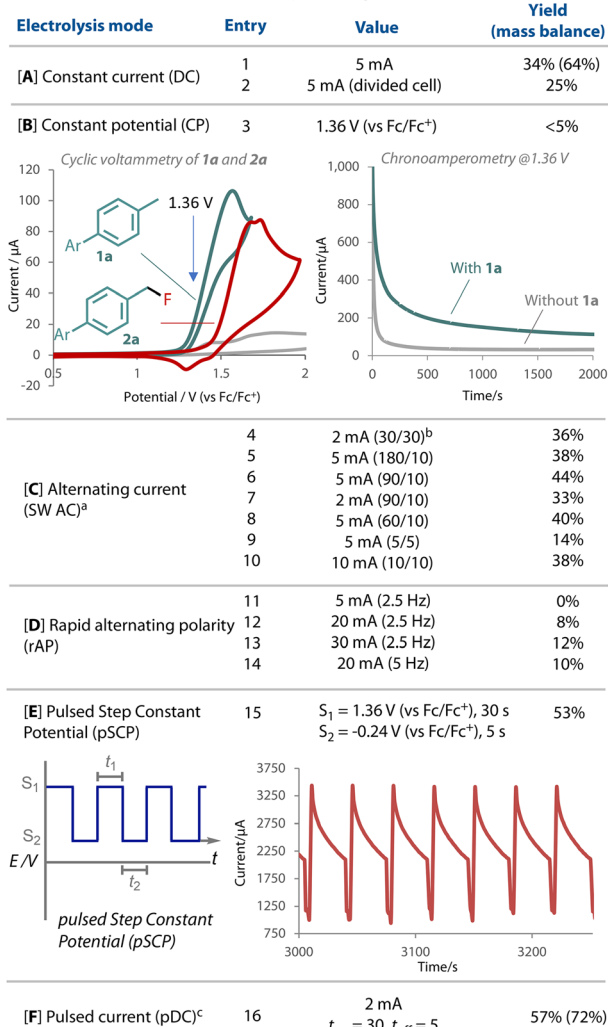 Electrolysis mode Entry Value Yield (mass balance)
[A] Constant current (DC) 1 5 mA 34% (64%)
2 5 mA (divided cell) 25%
[B] Constant potential (CP) 3 1.36 V (vs Fc/Fc⁺) <5%
Cyclic voltammetry of 1a and 2a
120
100
80
60
40
20
0
-20
Current / µA
1.36 V
Ar
1a
F
Ar
2a
0.5 1 1.5 2
Potential / V (vs Fc/Fc⁺)
Chronoamperometry @1.36 V
1,000
800
600
400
200
0
Current/µA
With 1a
Without 1a
0 500 1000 1500 2000
Time/s
[C] Alternating current
(SW AC)ᵃ
4 2 mA (30/30)ᵇ 36%
5 5 mA (180/10) 38%
6 5 mA (90/10) 44%
7 2 mA (90/10) 33%
8 5 mA (60/10) 40%
9 5 mA (5/5) 14%
10 10 mA (10/10) 38%
[D] Rapid alternating polarity
(rAP)
11 5 mA (2.5 Hz) 0%
12 20 mA (2.5 Hz) 8%
13 30 mA (2.5 Hz) 12%
14 20 mA (5 Hz) 10%
[E] Pulsed Step Constant
Potential (pSCP)
15 S₁ = 1.36 V (vs Fc/Fc⁺), 30 s 53%
S₂ = -0.24 V (vs Fc/Fc⁺), 5 s
t₁
S₁
S₂
E /V
t
t₂
pulsed Step Constant
Potential (pSCP)
3750
3250
2750
2250
1750
1250
750
Current/µA
3000 3100 3200
Time/s
[F] Pulsed current (pDC)ᶜ 16 2 mA 57% (72%)
= 30, = 5